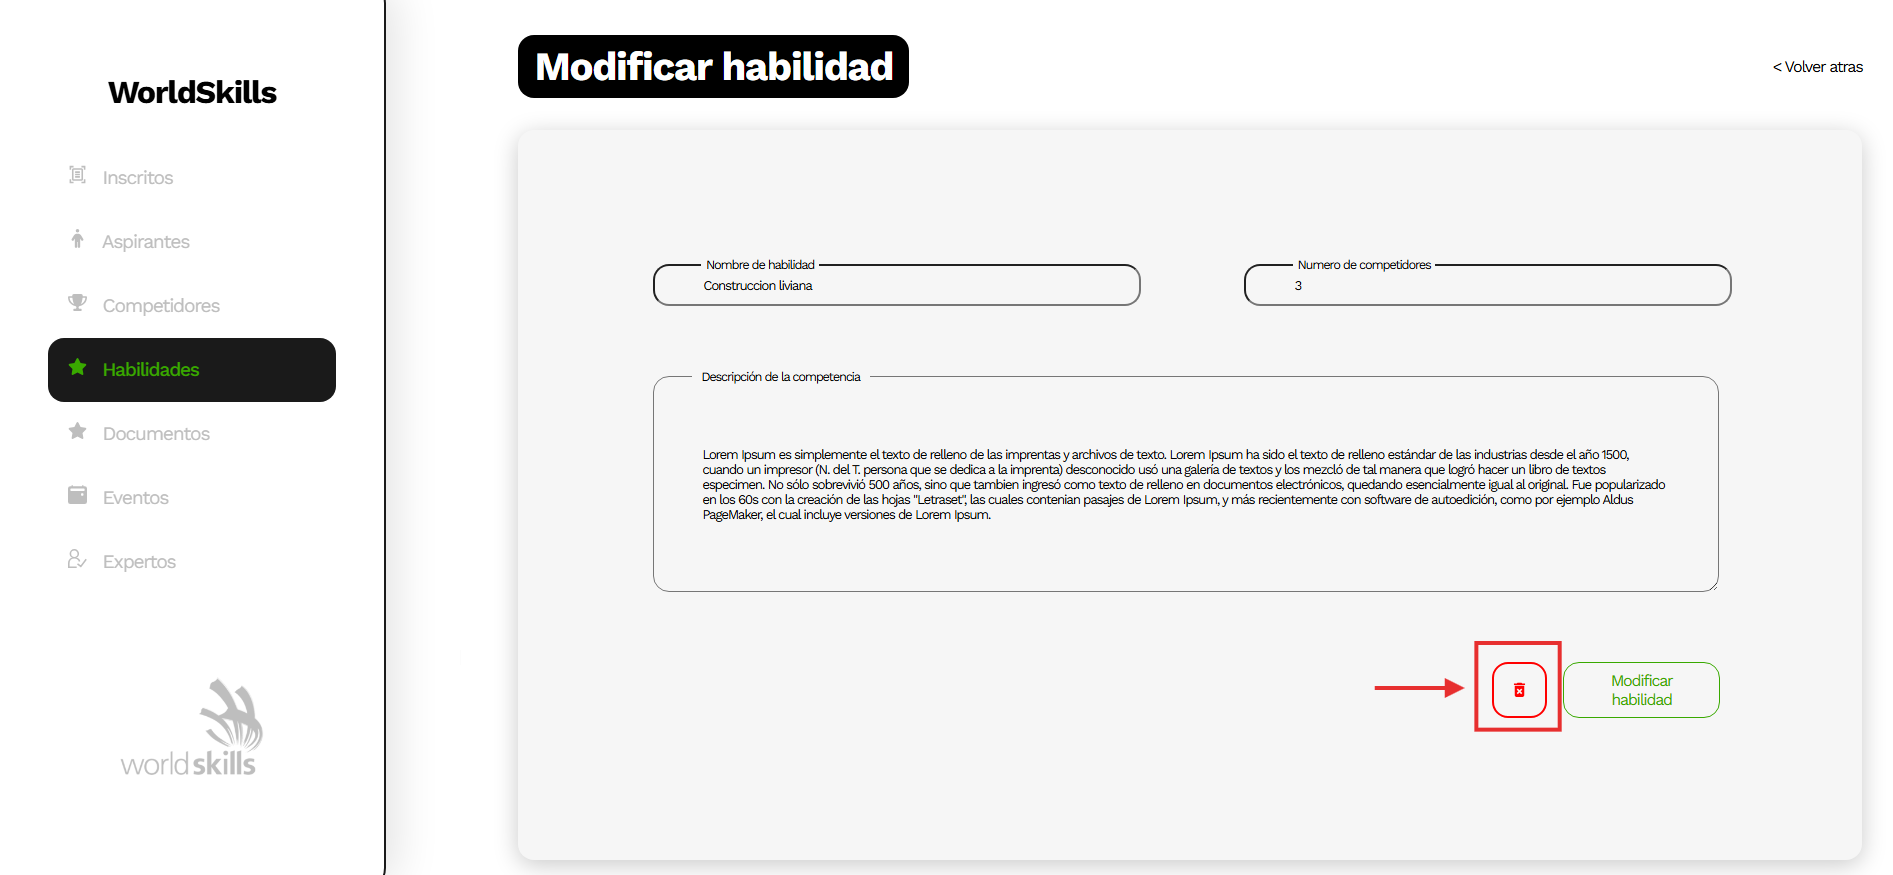 WorldSkills
Inscritos
Aspirantes
Competidores
Habilidades
Documentos
Eventos
Expertos
world skills
Modificar habilidad
< Volver atras
Nombre de habilidad
Construccion liviana
Numero de competidores
3
Descripción de la competencia
Lorem Ipsum es simplemente el texto de relleno de las imprentas y archivos de texto. Lorem Ipsum ha sido el texto de relleno estándar de las industrias desde el año 1500,
cuando un impresor (N. del T. persona que se dedica a la imprenta) desconocido usó una galería de textos y los mezcló de tal manera que logró hacer un libro de textos
especimen. No sólo sobrevivió 500 años, sino que tambien ingresó como texto de relleno en documentos electrónicos, quedando esencialmente igual al original. Fue popularizado
en los 60s con la creación de las hojas "Letraset", las cuales contenian pasajes de Lorem Ipsum, y más recientemente con software de autoedición, como por ejemplo Aldus
PageMaker, el cual incluye versiones de Lorem Ipsum.
Modificar
habilidad